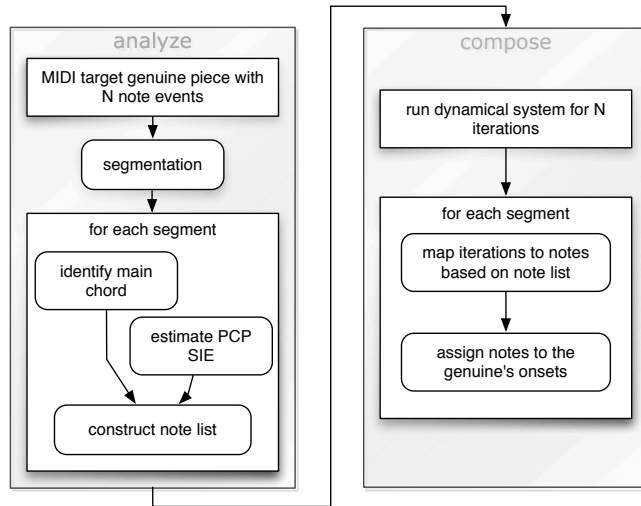 analyze
MIDI target genuine piece with
N note events
segmentation
for each segment
identify main
chord
estimate PCP
SIE
construct note list
compose
run dynamical system for N
iterations
for each segment
map iterations to notes
based on note list
assign notes to the
genuine's onsets